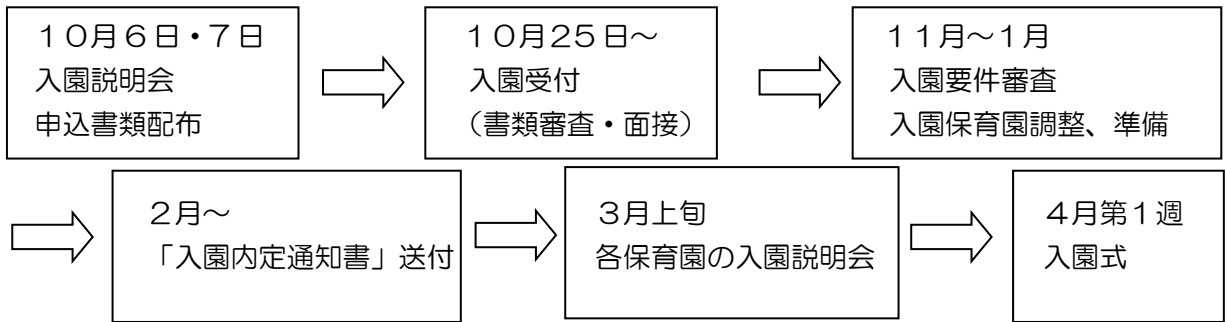 １０月６日・７日
入園説明会
申込書類配布
１０月２５日～
入園受付
（書類審査・面接）
１１月～１月
入園要件審査
入園保育園調整、準備
２月～
「入園内定通知書」送付
３月上旬
各保育園の入園説明会
４月第１週
入園式